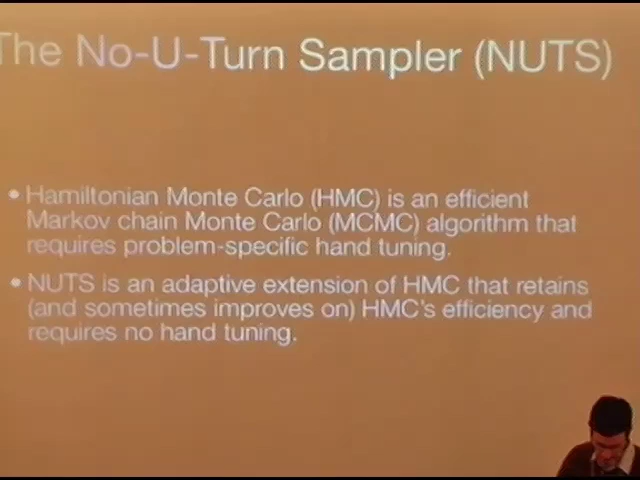 The No-U-Turn Sampler (NUTS)
• Hamiltonian Monte Carlo (HMC) is an efficient
Markov chain Monte Carlo (MCMC) algorithm that
requires problem-specific hand tuning.
• NUTS is an adaptive extension of HMC that retains
(and sometimes improves on) HMC's efficiency and
requires no hand tuning.